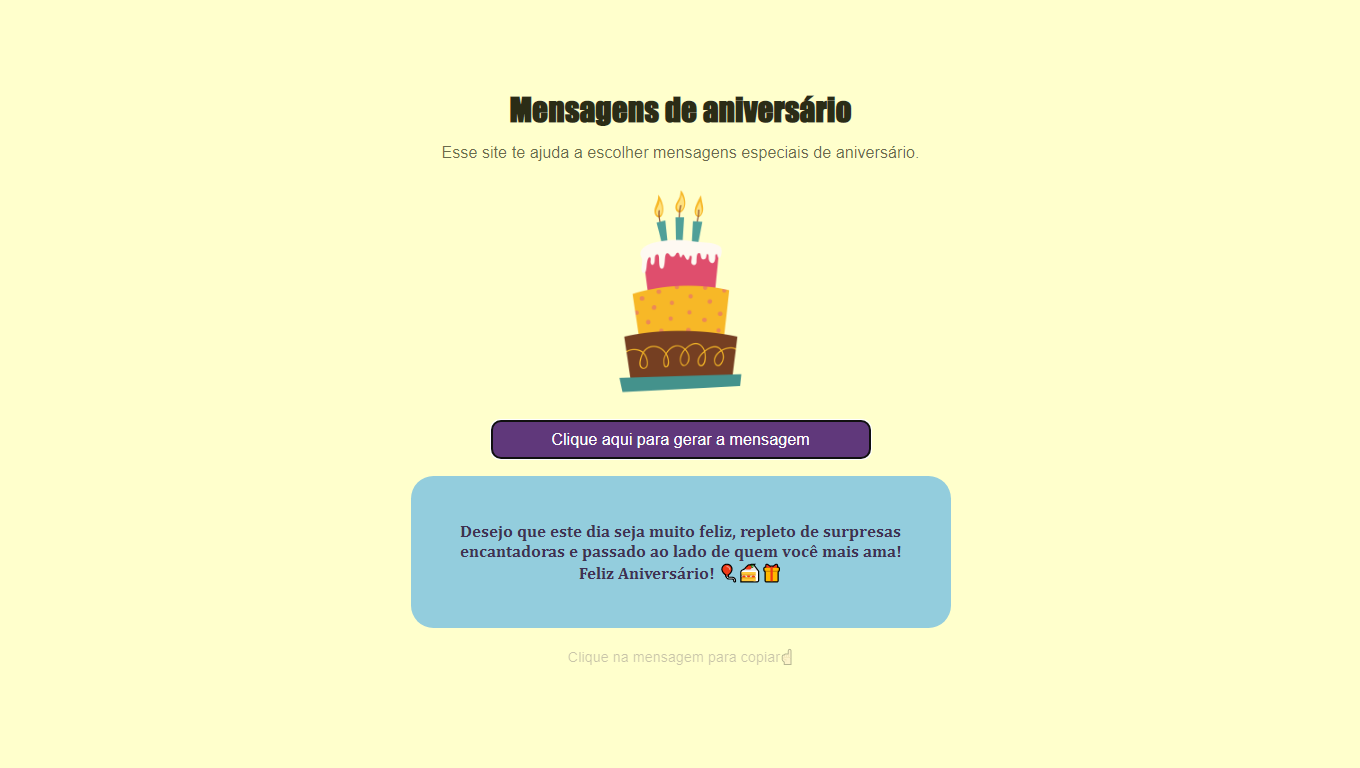 Mensagens de aniversário
Esse site te ajuda a escolher mensagens especiais de aniversário.
Clique aqui para gerar a mensagem
Desejo que este dia seja muito feliz, repleto de surpresas
encantadoras e passado ao lado de quem você mais ama!
Feliz Aniversário! 🎈🍰🎁
Clique na mensagem para copiar☝